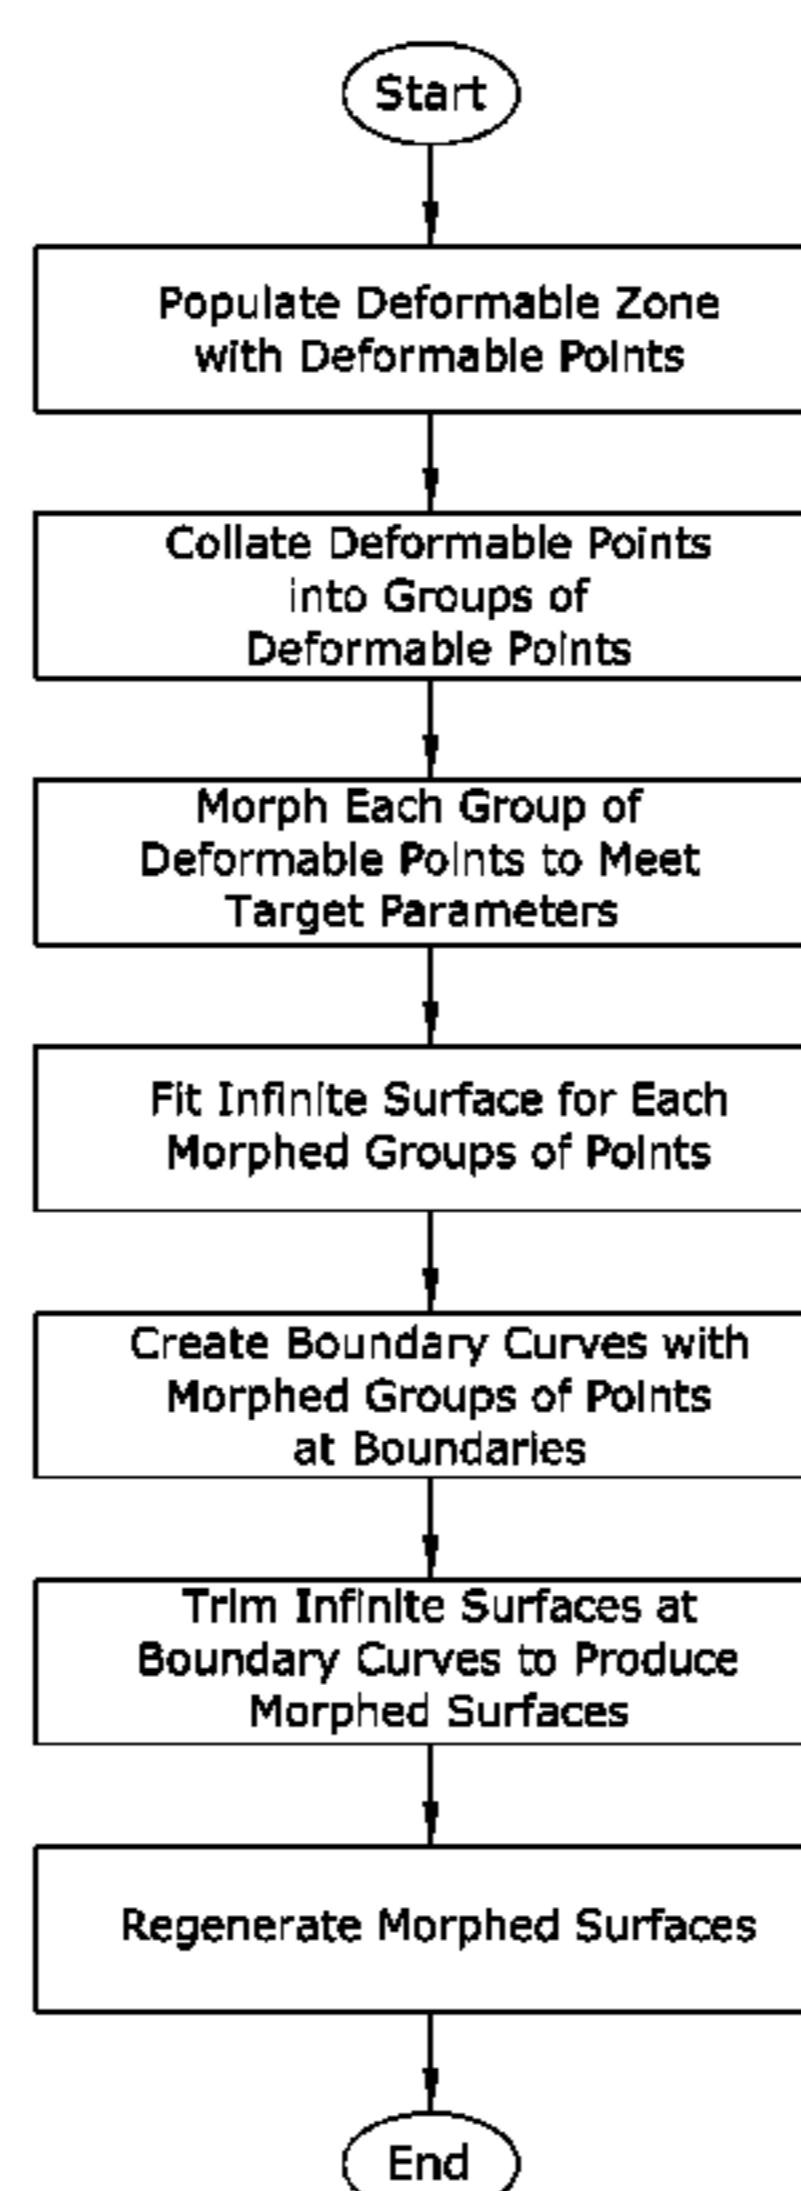 Start
Populate Deformable Zone
with Deformable Points
Collate Deformable Points
into Groups of
Deformable Points
Morph Each Group of
Deformable Points to Meet
Target Parameters
Fit Infinite Surface for Each
Morphed Groups of Points
Create Boundary Curves with
Morphed Groups of Points
at Boundaries
Trim Infinite Surfaces at
Boundary Curves to Produce
Morphed Surfaces
Regenerate Morphed Surfaces
End